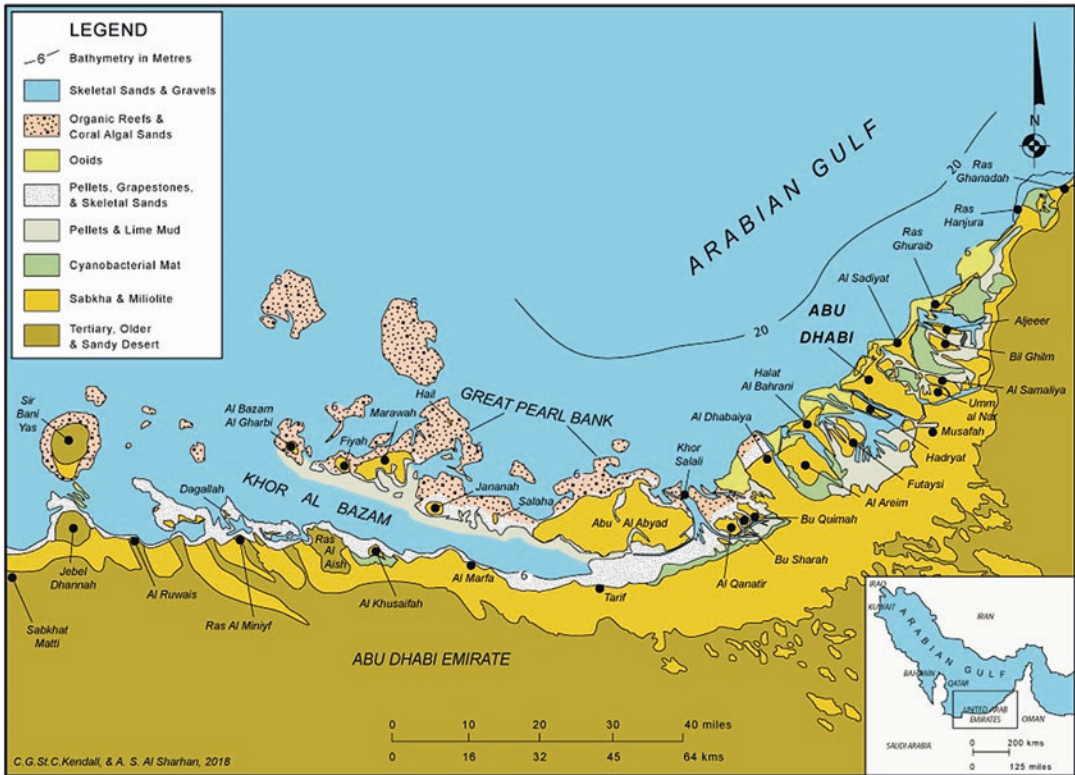 LEGEND
6
Bathymetry in Metres
Skeletal Sands & Gravels
Organic Reefs &
Coral Algal Sands
Ooids
Pellets, Grapestones,
& Skeletal Sands
Pellets & Lime Mud
Cyanobacterial Mat
Sabkha & Miliolite
Tertiary, Older
& Sandy Desert
ARABIAN GULF
N
20
20
Ras
Ghanadah
Ras
Hanjura
6
Ras
Ghuraib
Al Sadiyat
ABU
DHABI
Aljeeer
Bil Ghilm
Al Samaliya
Umm
al Nar
Musafah
Hadryat
Futaysi
Al Areim
Halat
Al Bahrani
Al Dhabaiya
Khor
Salali
Bu Quimah
Bu Sharah
Al Qanatir
6
6
GREAT PEARL BANK
6
6
Hail
Marawah
Fiyah
Al Bazam
Al Gharbi
Sir
Bani
Yas
Jananah
Salaha
Abu Al Abyad
KHOR AL BAZAM
Dagallah
Ras
Al
Aish
Jebel
Dhannah
Al Ruwais
Ras Al Miniyf
Al Khusaifah
Al Marfa
6
Tarif
Sabkhat
Matti
ABU DHABI EMIRATE
0 10 20 30 40 miles
0 16 32 45 64 kms
C.G.St.C.Kendall, & A. S. Al Sharhan, 2018
IRAQ
KUWAIT
IRAN
ARABIAN GULF
BAHRAIN
QATAR
UNITED ARAB
EMIRATES
OMAN
SAUDI ARABIA
0 200 kms
0 125 miles